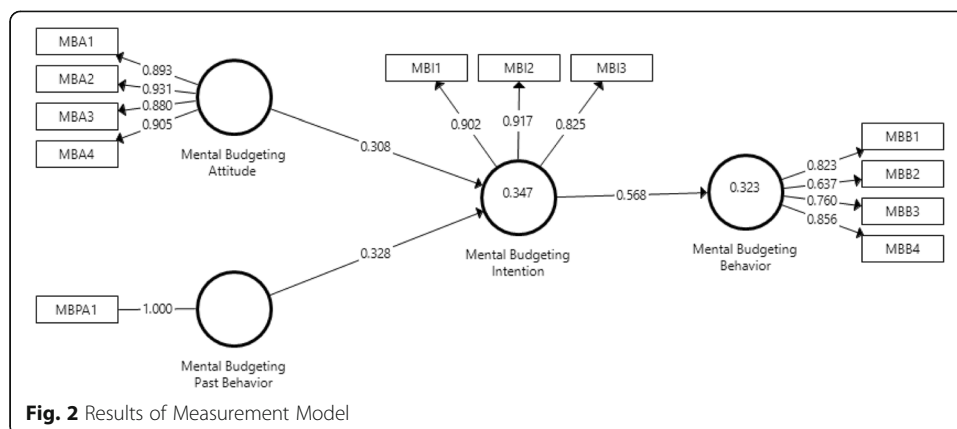 MBA1
MBA2
MBA3
MBA4
0.893
0.931
0.880
0.905
Mental Budgeting
Attitude
0.308
MBI1
MBI2
MBI3
0.902
0.917
0.825
0.347
Mental Budgeting
Intention
0.568
0.323
Mental Budgeting
Behavior
0.823
0.637
0.760
0.856
MBB1
MBB2
MBB3
MBB4
0.328
MBPA1
1.000
Mental Budgeting
Past Behavior
Fig. 2 Results of Measurement Model